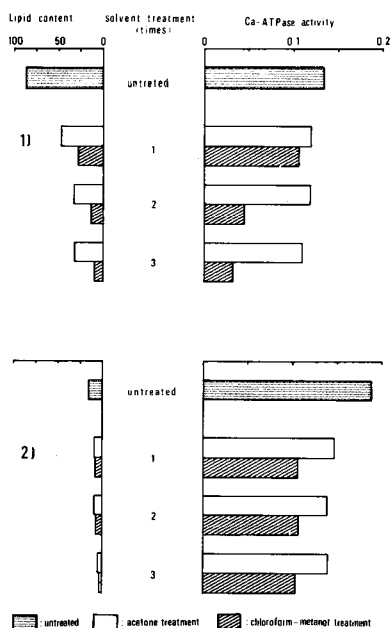 Lipid content Solvent treatment (times) Ca-ATPase activity
100 50 0 0 0 1 0 2
untreted
1)
1
2
3
untreated
2)
1
2
3
: untreated : acetone treatment : chloroform-metanol treatment